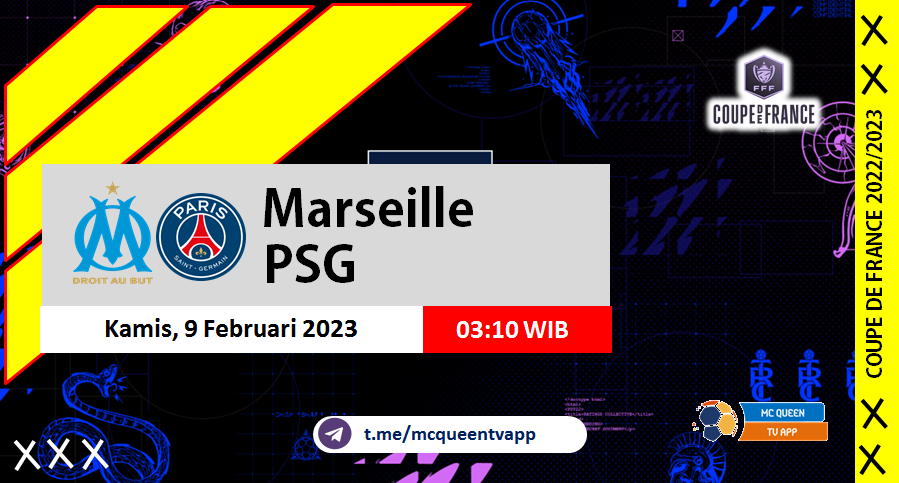 FFF
COUPE DE FRANCE
COUPE DE FRANCE 2022/2023
DROIT AU BUT
PARIS
SAINT-GERMAIN
Marseille
PSG
Kamis, 9 Februari 2023
03:10 WIB
t.me/mcqueentvapp
MC QUEEN
TV APP